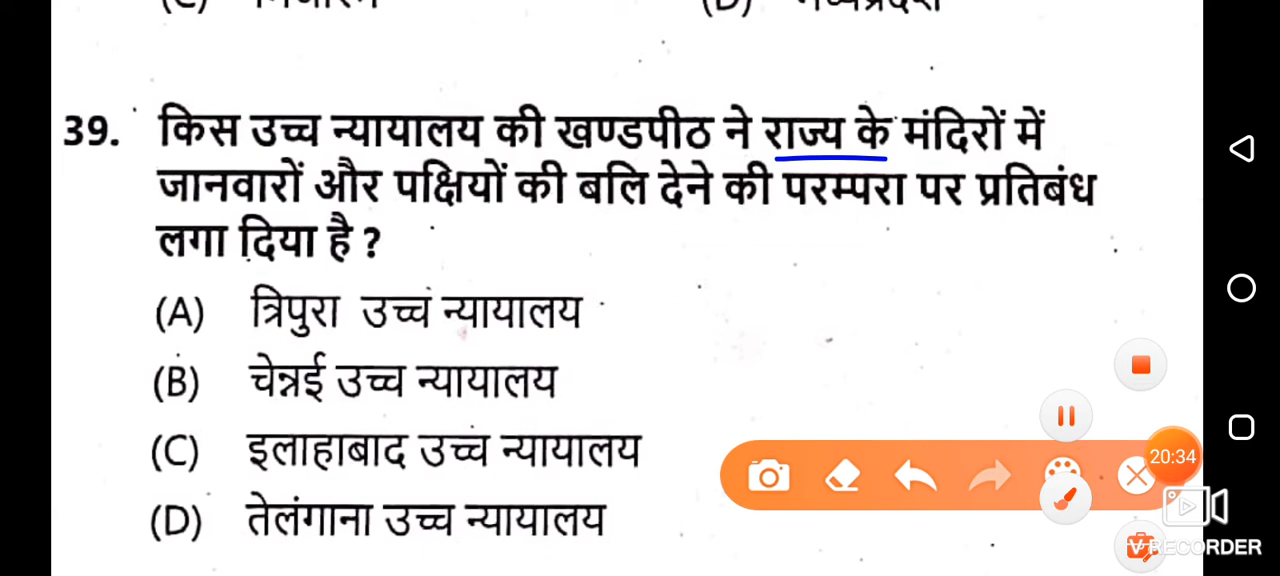 39. किस उच्च न्यायालय की खण्डपीठ ने राज्य के मंदिरों में
जानवारों और पक्षियों की बलि देने की परम्परा पर प्रतिबंध
लगा दिया है ?
(A) त्रिपुरा उच्च न्यायालय
(B) चेन्नई उच्च न्यायालय
(C) इलाहाबाद उच्च न्यायालय
(D) तेलंगाना उच्च न्यायालय
20:34
V RECORDER